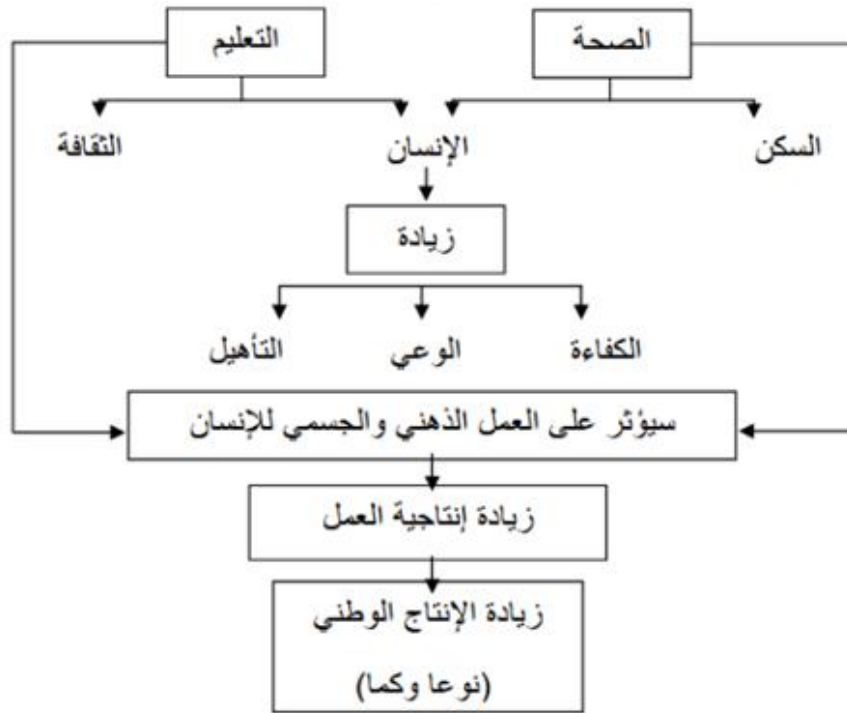 الصحة
التعليم
السكن
الإنسان
الثقافة
زيادة
الكفاءة
الوعي
التأهيل
سيؤثر على العمل الذهني والجسمي للإنسان
زيادة إنتاجية العمل
زيادة الإنتاج الوطني
(نوعا وكما)